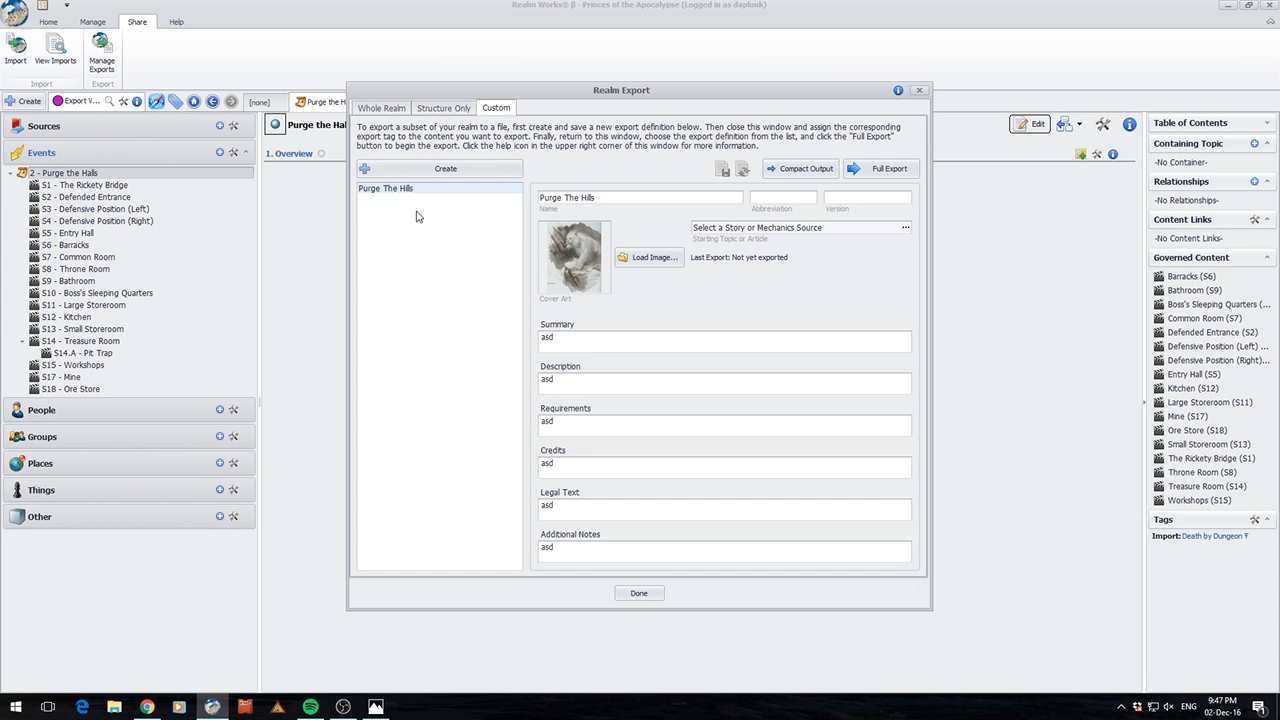 Realm Works® β - Princes of the Apocalypse (Logged in as daplunk)
Home
Manage
Share
Help
Import
View Imports
Manage Exports
Import
Export
Create
Export V...
[none]
Purge the H
Sources
Events
2 - Purge the Halls
S1 - The Rickety Bridge
S2 - Defended Entrance
S3 - Defensive Position (Left)
S4 - Defensive Position (Right)
S5 - Entry Hall
S6 - Barracks
S7 - Common Room
S8 - Throne Room
S9 - Bathroom
S10 - Boss's Sleeping Quarters
S11 - Large Storeroom
S12 - Kitchen
S13 - Small Storeroom
S14 - Treasure Room
S14.A - Pit Trap
S15 - Workshops
S17 - Mine
S18 - Ore Store
People
Groups
Places
Things
Other
Purge the Hal
1. Overview
Realm Export
Whole Realm
Structure Only
Custom
To export a subset of your realm to a file, first create and save a new export definition below. Then close this window and assign the corresponding
export tag to the content you want to export. Finally, return to this window, choose the export definition from the list, and click the "Full Export"
button to begin the export. Click the help icon in the upper right corner of this window for more information.
Create
Compact Output
Full Export
Purge The Hills
Purge The Hills
Name
Abbreviation
Version
Select a Story or Mechanics Source
...
Starting Topic or Article
Load Image...
Last Export: Not yet exported
Cover Art
Summary
asd
Description
asd
Requirements
asd
Credits
asd
Legal Text
asd
Additional Notes
asd
Done
Edit
Table of Contents
Containing Topic
-No Container-
Relationships
-No Relationships-
Content Links
-No Content Links-
Governed Content
Barracks (S6)
Bathroom (S9)
Boss's Sleeping Quarters (...
Common Room (S7)
Defended Entrance (S2)
Defensive Position (Left) ...
Defensive Position (Right)...
Entry Hall (S5)
Kitchen (S12)
Large Storeroom (S11)
Mine (S17)
Ore Store (S18)
Small Storeroom (S13)
The Rickety Bridge (S1)
Throne Room (S8)
Treasure Room (S14)
Workshops (S15)
Tags
Import: Death by Dungeon
ENG
9:47 PM
02-Dec-16